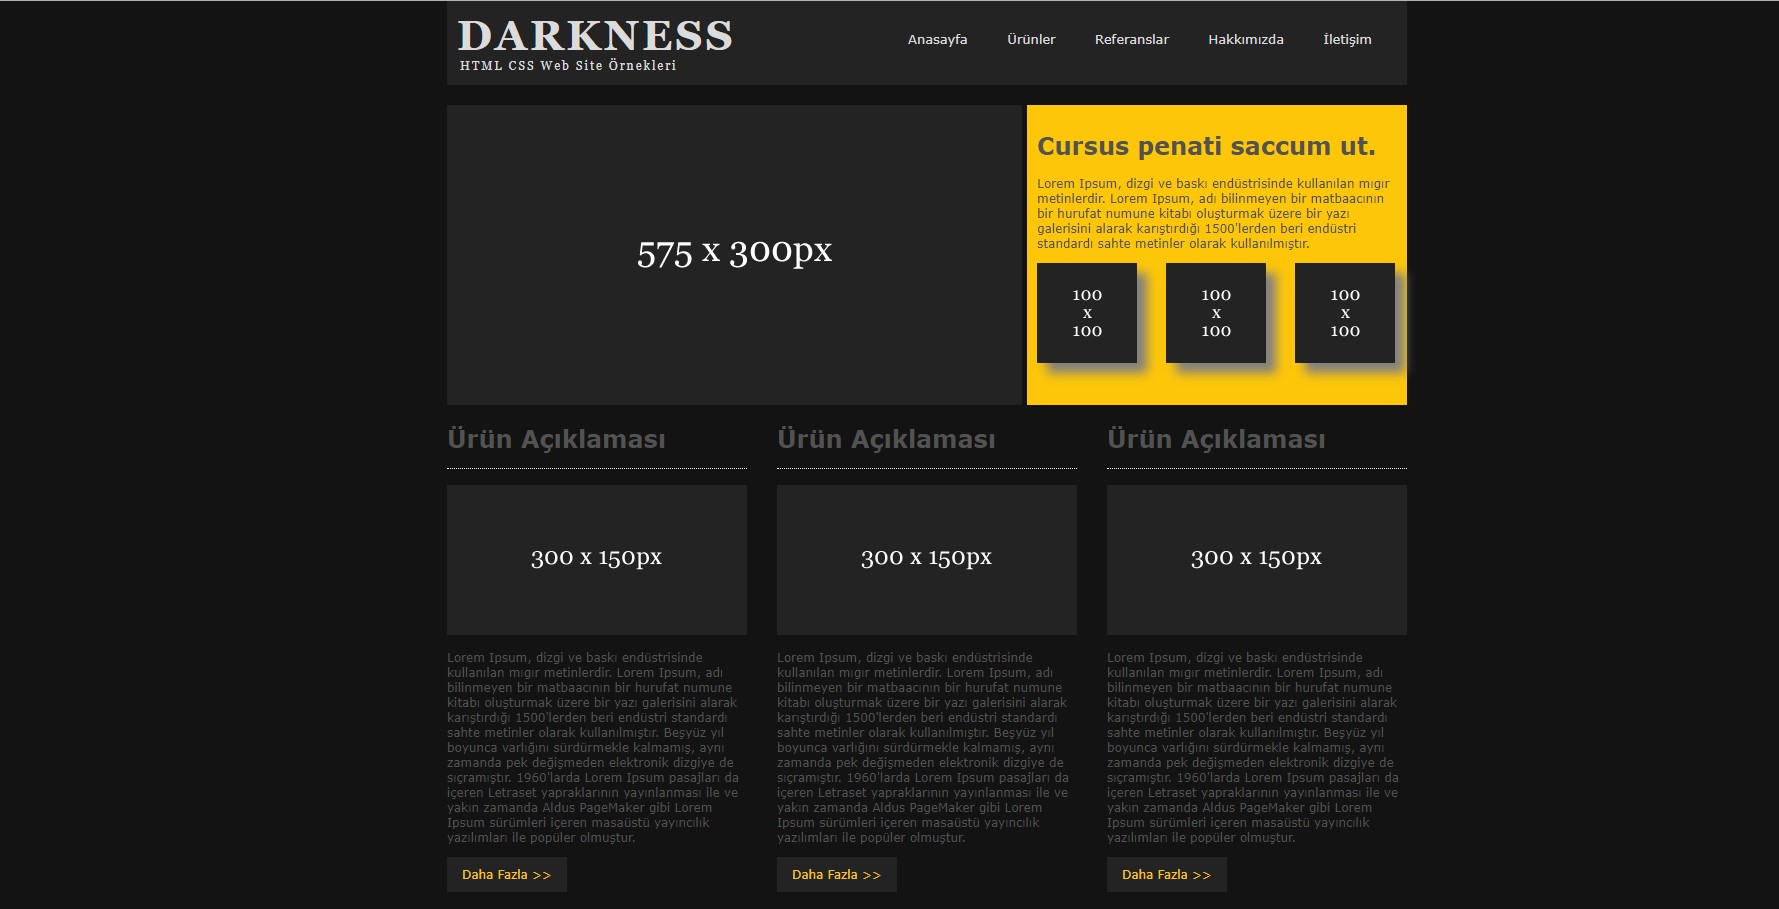 DARKNESS
HTML CSS Web Site Örnekleri
Anasayfa Ürünler Referanslar Hakkımızda İletişim
575 x 300px
Cursus penati saccum ut.
Lorem Ipsum, dizgi ve baskı endüstrisinde kullanılan mıgır
metinlerdir. Lorem Ipsum, adı bilinmeyen bir matbaacının
bir hurufat numune kitabı oluşturmak üzere bir yazı
galerisini alarak karıştırdığı 1500'lerden beri endüstri
standardı sahte metinler olarak kullanılmıştır.
100
x
100
100
x
100
100
x
100
Ürün Açıklaması
300 x 150px
Lorem Ipsum, dizgi ve baskı endüstrisinde
kullanılan mıgır metinlerdir. Lorem Ipsum, adı
bilinmeyen bir matbaacının bir hurufat numune
kitabı oluşturmak üzere bir yazı galerisini alarak
karıştırdığı 1500'lerden beri endüstri standardı
sahte metinler olarak kullanılmıştır. Beşyüz yıl
boyunca varlığını sürdürmekle kalmamış, aynı
zamanda pek değişmeden elektronik dizgiye de
sıçramıştır. 1960'larda Lorem Ipsum pasajları da
içeren Letraset yapraklarının yayınlanması ile ve
yakın zamanda Aldus PageMaker gibi Lorem
Ipsum sürümleri içeren masaüstü yayıncılık
yazılımları ile popüler olmuştur.
Daha Fazla >>
Ürün Açıklaması
300 x 150px
Lorem Ipsum, dizgi ve baskı endüstrisinde
kullanılan mıgır metinlerdir. Lorem Ipsum, adı
bilinmeyen bir matbaacının bir hurufat numune
kitabı oluşturmak üzere bir yazı galerisini alarak
karıştırdığı 1500'lerden beri endüstri standardı
sahte metinler olarak kullanılmıştır. Beşyüz yıl
boyunca varlığını sürdürmekle kalmamış, aynı
zamanda pek değişmeden elektronik dizgiye de
sıçramıştır. 1960'larda Lorem Ipsum pasajları da
içeren Letraset yapraklarının yayınlanması ile ve
yakın zamanda Aldus PageMaker gibi Lorem
Ipsum sürümleri içeren masaüstü yayıncılık
yazılımları ile popüler olmuştur.
Daha Fazla >>
Ürün Açıklaması
300 x 150px
Lorem Ipsum, dizgi ve baskı endüstrisinde
kullanılan mıgır metinlerdir. Lorem Ipsum, adı
bilinmeyen bir matbaacının bir hurufat numune
kitabı oluşturmak üzere bir yazı galerisini alarak
karıştırdığı 1500'lerden beri endüstri standardı
sahte metinler olarak kullanılmıştır. Beşyüz yıl
boyunca varlığını sürdürmekle kalmamış, aynı
zamanda pek değişmeden elektronik dizgiye de
sıçramıştır. 1960'larda Lorem Ipsum pasajları da
içeren Letraset yapraklarının yayınlanması ile ve
yakın zamanda Aldus PageMaker gibi Lorem
Ipsum sürümleri içeren masaüstü yayıncılık
yazılımları ile popüler olmuştur.
Daha Fazla >>